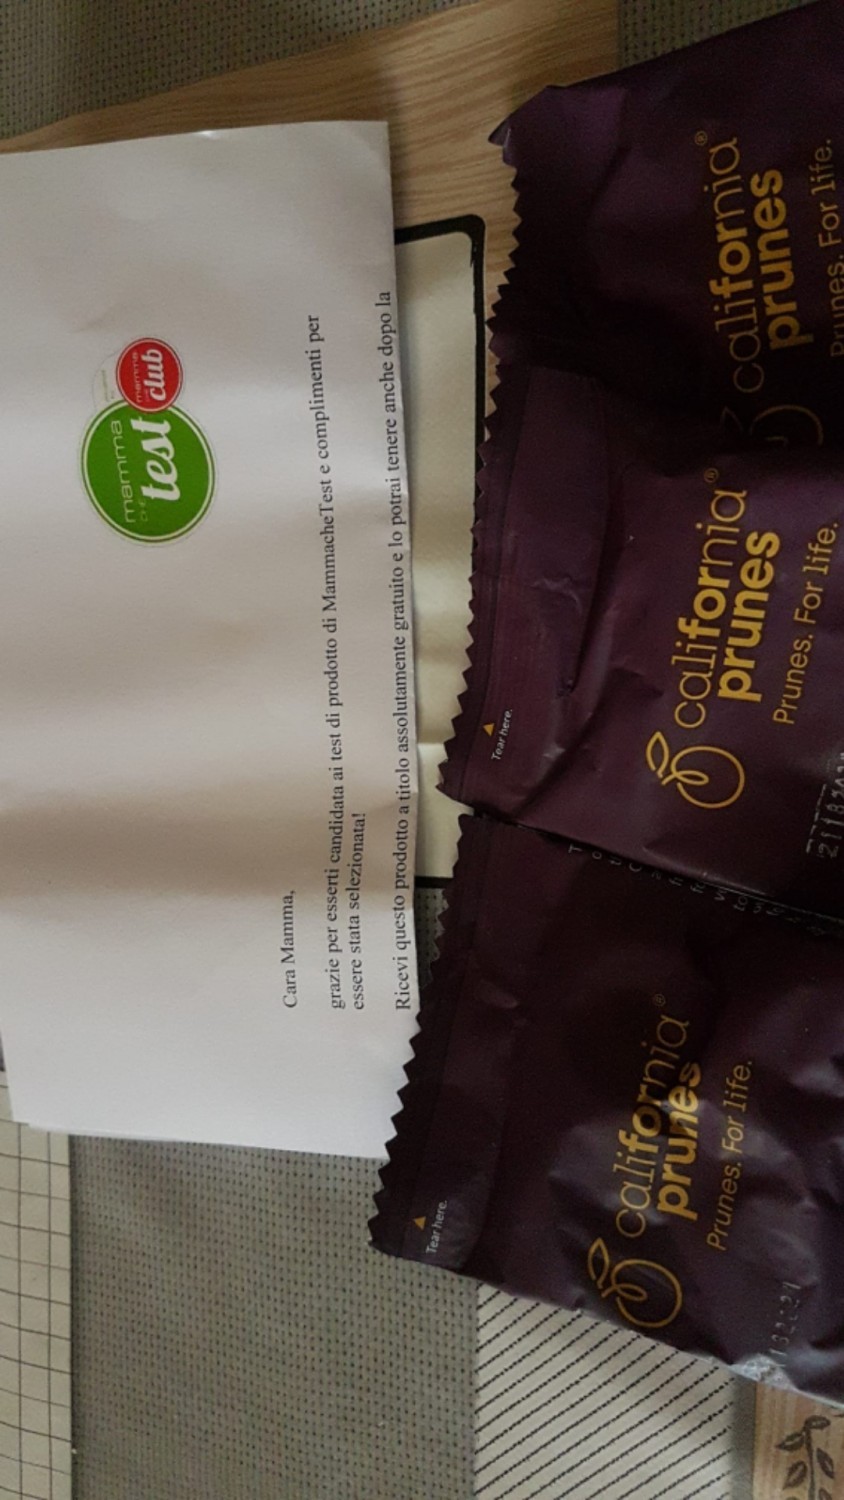 mamma
CHE
test
mamma
club
Cara Mamma,
grazie per esserti candidata ai test di prodotto di MammacheTest e complimenti per
essere stata selezionata!
Ricevi questo prodotto a titolo assolutamente gratuito e lo potrai tenere anche dopo la
Tear here.
california®
prunes
Prunes. For life.
Tear here.
california®
prunes
Prunes. For life.
california®
prunes
Prunes. For life.